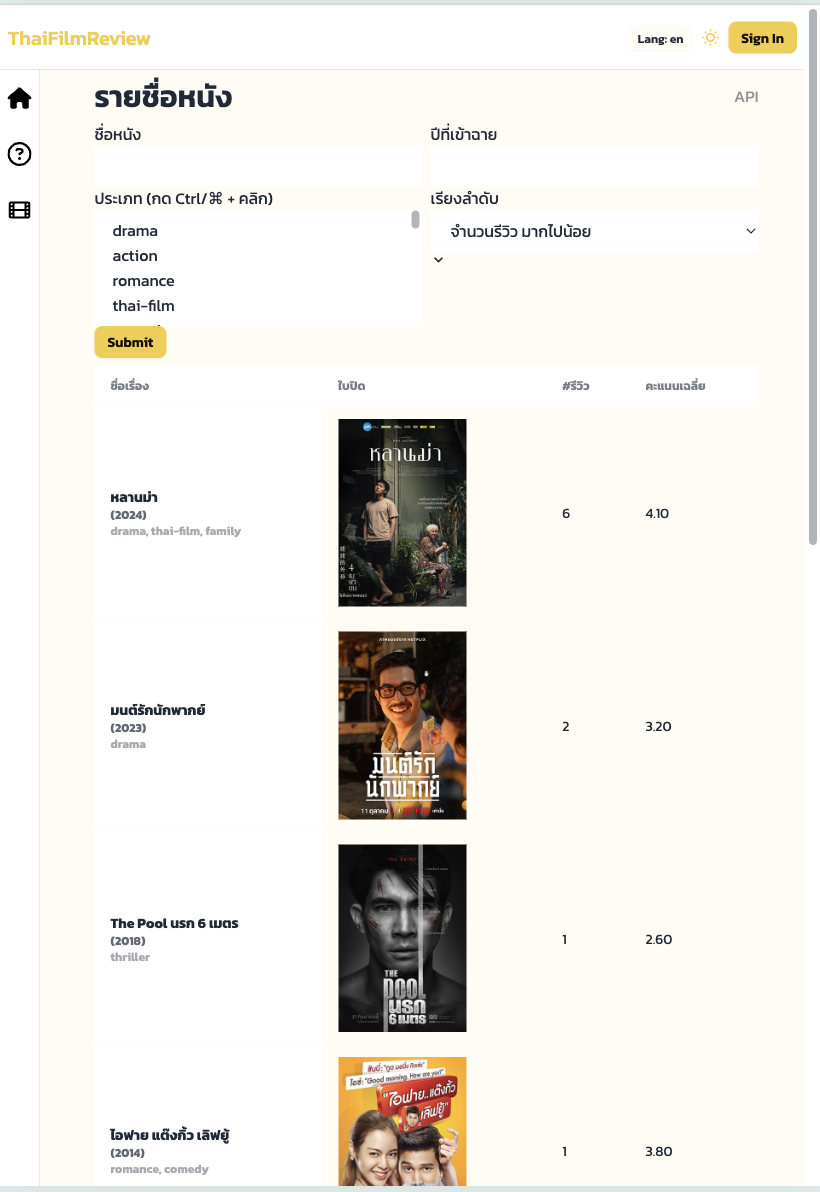 ThaiFilmReview
Lang: en
Sign In
รายชื่อหนัง
API
ชื่อหนัง
ปีที่เข้าฉาย
ประเภท (กด Ctrl/⌘ + คลิก)
เรียงลำดับ
drama
action
romance
thai-film
จำนวนรีวิว มากไปน้อย
Submit
ชื่อเรื่อง
ใบปิด
#รีวิว
คะแนนเฉลี่ย
หลานม่า
(2024)
drama, thai-film, family
หลานม่า
6
4.10
มนต์รักนักพากย์
(2023)
drama
มนต์รัก
นักพากย์
11 ตุลาคม
2
3.20
The Pool นรก 6 เมตร
(2018)
thriller
THE
POOL
นรก
6 เมตร
1
2.60
ไอฟาย แต๊งกิ้ว เลิฟยู้
(2014)
romance, comedy
"Good morning. How are you?"
"ไอฟาย..แต๊งกิ้ว
เลิฟยู้"
1
3.80